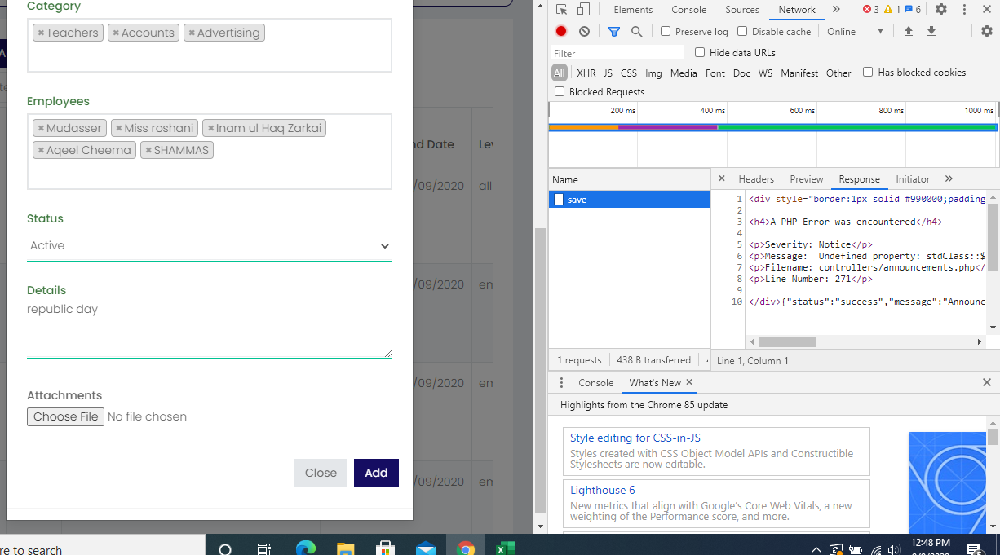 Category
× Teachers × Accounts × Advertising
Employees
× Mudasser × Miss roshani × Inam ul Haq Zarkai
× Aqeel Cheema × SHAMMAS
Status
Active
Details
republic day
Attachments
Choose File No file chosen
Close Add
nd Date Le
/09/2020 all
/09/2020 em
/09/2020 em
/09/2020 em
Elements Console Sources Network » 3 1 6
Preserve log Disable cache Online
Filter Hide data URLs
All XHR JS CSS Img Media Font Doc WS Manifest Other Has blocked cookies
Blocked Requests
200 ms 400 ms 600 ms 800 ms 1000 ms
Name
save
× Headers Preview Response Initiator »
1 <div style="border:1px solid #990000;padding
2
3 <h4>A PHP Error was encountered</h4>
4
5 <p>Severity: Notice</p>
6 <p>Message:  Undefined property: stdClass::$
7 <p>Filename: controllers/announcements.php</
8 <p>Line Number: 271</p>
9
10 </div>{"status":"success","message":"Announc
1 requests 438 B transferred
Line 1, Column 1
Console What's New ×
Highlights from the Chrome 85 update
Style editing for CSS-in-JS
Styles created with CSS Object Model APIs and Constructible
Stylesheets are now editable.
Lighthouse 6
New metrics that align with Google's Core Web Vitals, a new
weighting of the Performance score, and more.
re to search
12:48 PM